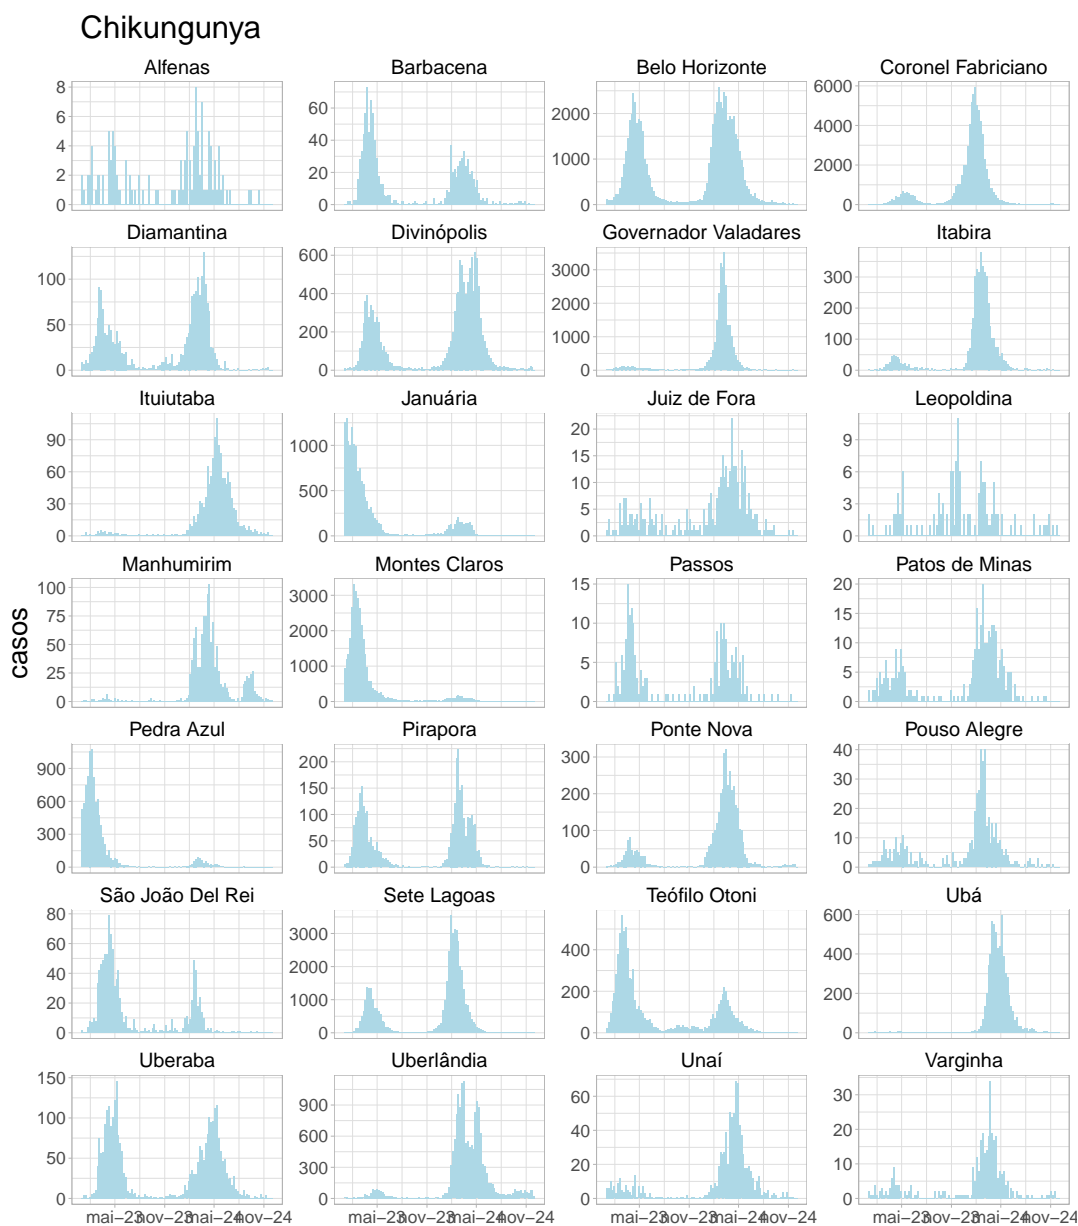 Chikungunya
Alfenas Barbacena Belo Horizonte Coronel Fabriciano
8 6 4 2 0
60 40 20 0
2000 1000 0
6000 4000 2000 0
Diamantina Divinópolis Governador Valadares Itabira
100 50 0
600 400 200 0
3000 2000 1000 0
300 200 100 0
Ituiutaba Januária Juiz de Fora Leopoldina
90 60 30 0
1000 500 0
20 15 10 5 0
9 6 3 0
Manhumirim Montes Claros Passos Patos de Minas
100 75 50 25 0
3000 2000 1000 0
15 10 5 0
20 15 10 5 0
casos
Pedra Azul Pirapora Ponte Nova Pouso Alegre
900 600 300 0
200 150 100 50 0
300 200 100 0
40 30 20 10 0
São João Del Rei Sete Lagoas Teófilo Otoni Ubá
80 60 40 20 0
3000 2000 1000 0
400 200 0
600 400 200 0
Uberaba Uberlândia Unaí Varginha
150 100 50 0
900 600 300 0
60 40 20 0
30 20 10 0
mai–23 nov–23 mai–24 nov–24 mai–23 nov–23 mai–24 nov–24 mai–23 nov–23 mai–24 nov–24 mai–23 nov–23 mai–24 nov–24